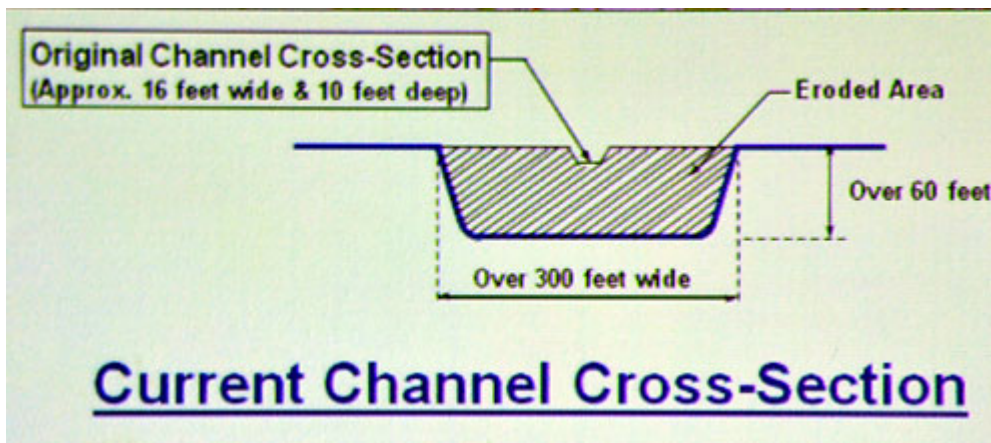 Original Channel Cross-Section
(Approx. 16 feet wide & 10 feet deep)
Eroded Area
Over 60 feet
Over 300 feet wide
Current Channel Cross-Section